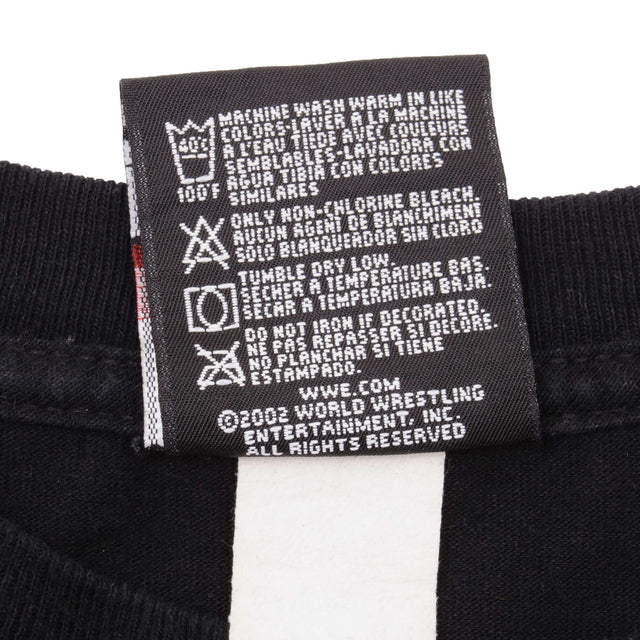 MACHINE WASH WARM IN LIKE
COLORS-LAVER A LA MACHINE
A L'EAU TIEDE AVEC COULEURS
SEMBLABLES-LAVADORA CON
AGUA TIBIA CON COLORES
SIMILARES
40°
100°F
ONLY NON-CHLORINE BLEACH.
AUCUN AGENT DE BLANCHIMENT
SOLO BLANQUEADOR SIN CLORO
TUMBLE DRY LOW.
SECHER A TEMPERATURE BAS.
SECAR A TEMPERATURA BAJA.
DO NOT IRON IF DECORATED.
NE PAS REPASSER SI DECORE.
NE PLANCHAR SI TIENE
ESTAMPADO.
WWE.COM
©2002 WORLD WRESTLING
ENTERTAINMENT, INC.
ALL RIGHTS RESERVED